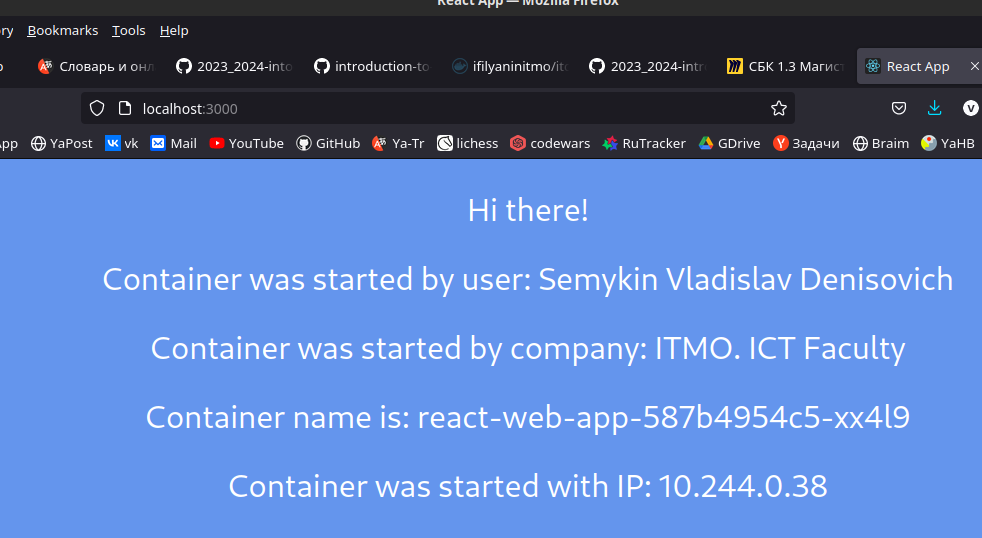 React App — Mozilla Firefox
ry Bookmarks Tools Help
Словарь и онл 2023_2024-into introduction-to ifilyaninitmo/itd 2023_2024-intr СБК 1.3 Магист React App
localhost:3000
App YaPost vk Mail YouTube GitHub Ya-Tr lichess codewars RuTracker GDrive Задачи Braim YaHB
Hi there!
Container was started by user: Semykin Vladislav Denisovich
Container was started by company: ITMO. ICT Faculty
Container name is: react-web-app-587b4954c5-xx4l9
Container was started with IP: 10.244.0.38